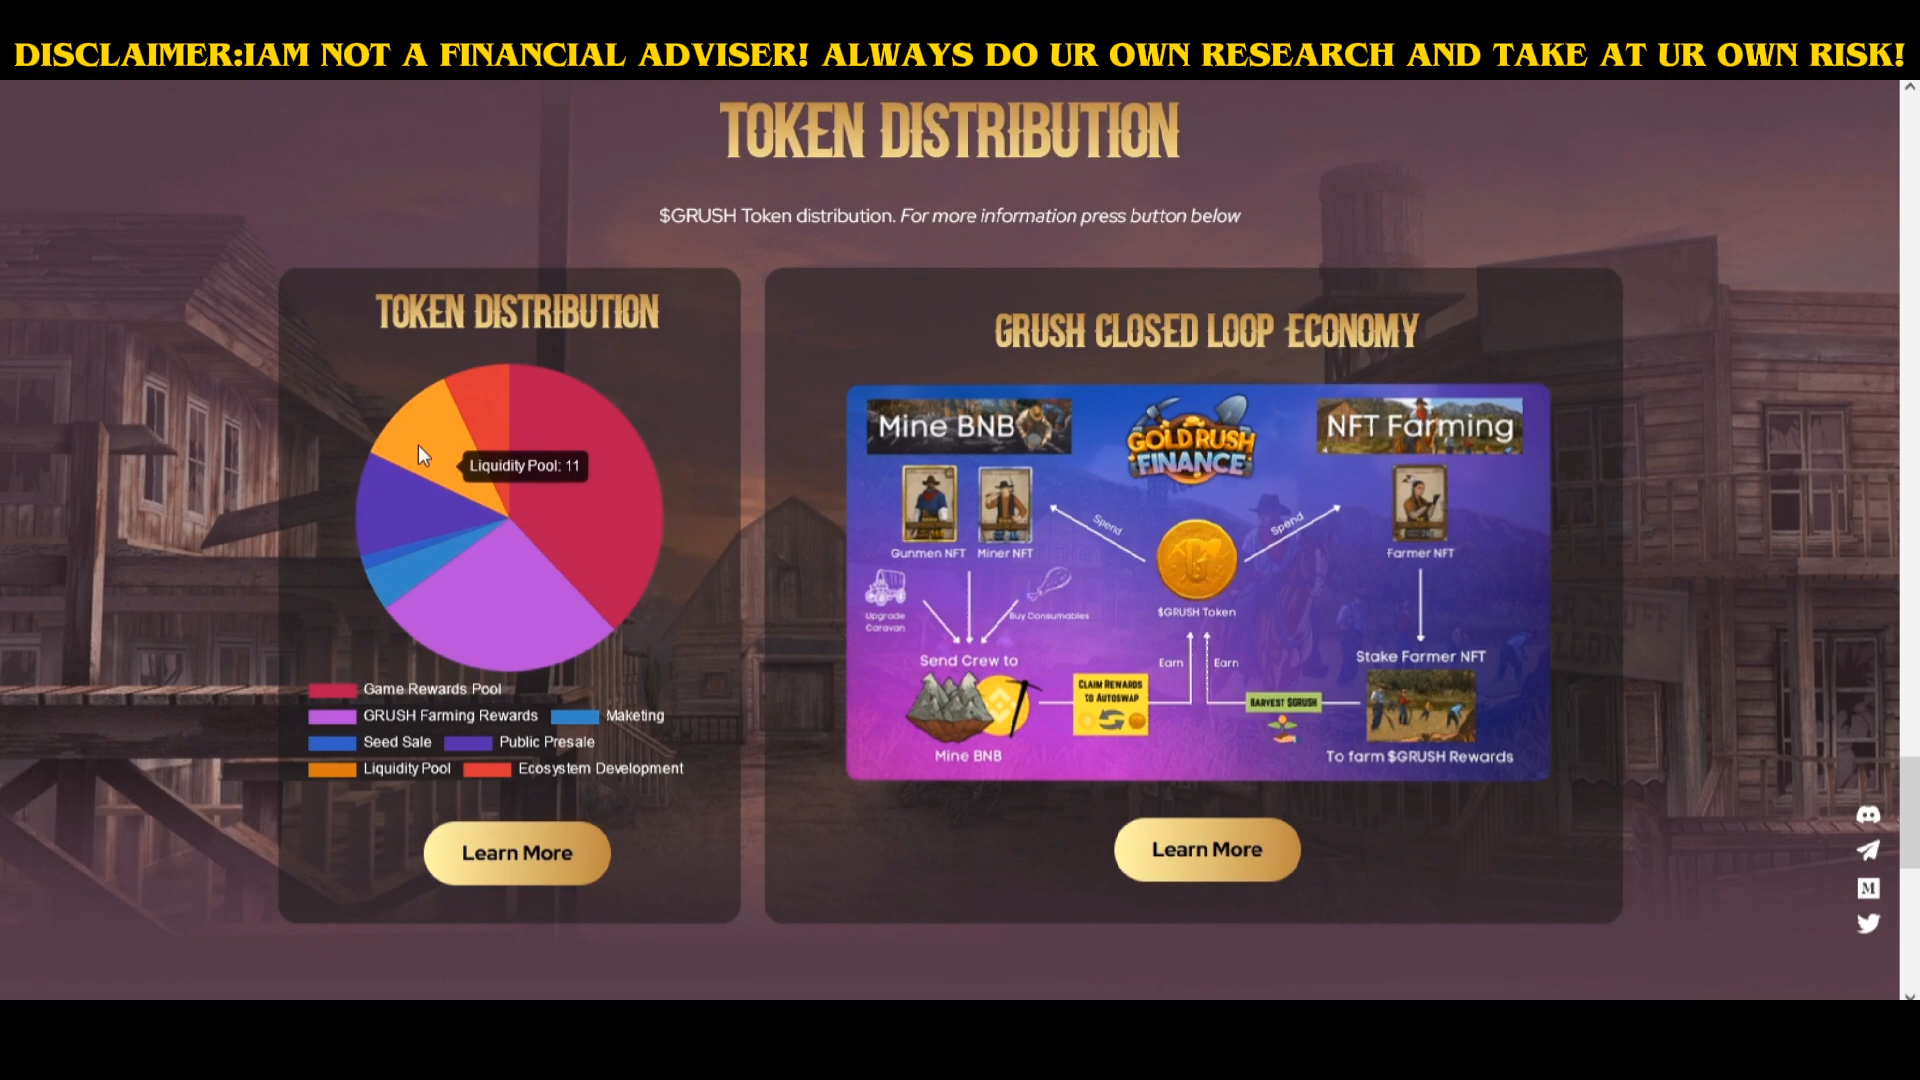 DISCLAIMER:IAM NOT A FINANCIAL ADVISER! ALWAYS DO UR OWN RESEARCH AND TAKE AT UR OWN RISK!
TOKEN DISTRIBUTION
$GRUSH Token distribution. For more information press button below
TOKEN DISTRIBUTION
Liquidity Pool: 11
Game Rewards Pool
GRUSH Farming Rewards Maketing
Seed Sale Public Presale
Liquidity Pool Ecosystem Development
Learn More
GRUSH CLOSED LOOP ECONOMY
Mine BNB
GOLD RUSH
FINANCE
NFT Farming
Gunmen NFT Miner NFT
Spend
Spend
Farmer NFT
Upgrade
Caravan
Buy Consumables
$GRUSH Token
Send Crew to
Earn Earn
Stake Farmer NFT
CLAIM REWARDS
TO AUTOSWAP
HARVEST $GRUSH
Mine BNB
To farm $GRUSH Rewards
Learn More
M